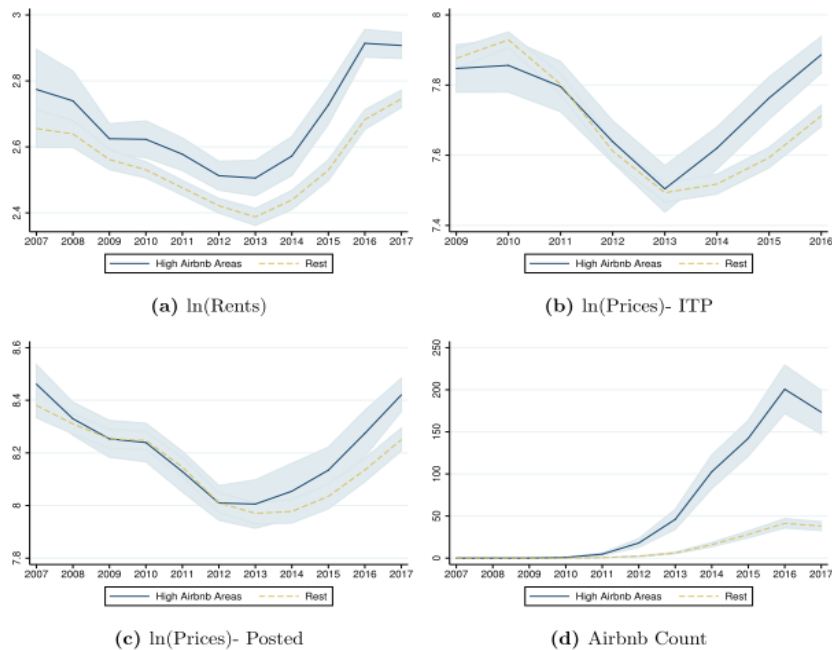 3
2.8
2.6
2.4
2007 2008 2009 2010 2011 2012 2013 2014 2015 2016 2017
High Airbnb Areas Rest
(a) ln(Rents)
8
7.8
7.6
7.4
2009 2010 2011 2012 2013 2014 2015 2016
High Airbnb Areas Rest
(b) ln(Prices)- ITP
8.6
8.4
8.2
8
7.8
2007 2008 2009 2010 2011 2012 2013 2014 2015 2016 2017
High Airbnb Areas Rest
(c) ln(Prices)- Posted
250
200
150
100
50
0
2007 2008 2009 2010 2011 2012 2013 2014 2015 2016 2017
High Airbnb Areas Rest
(d) Airbnb Count